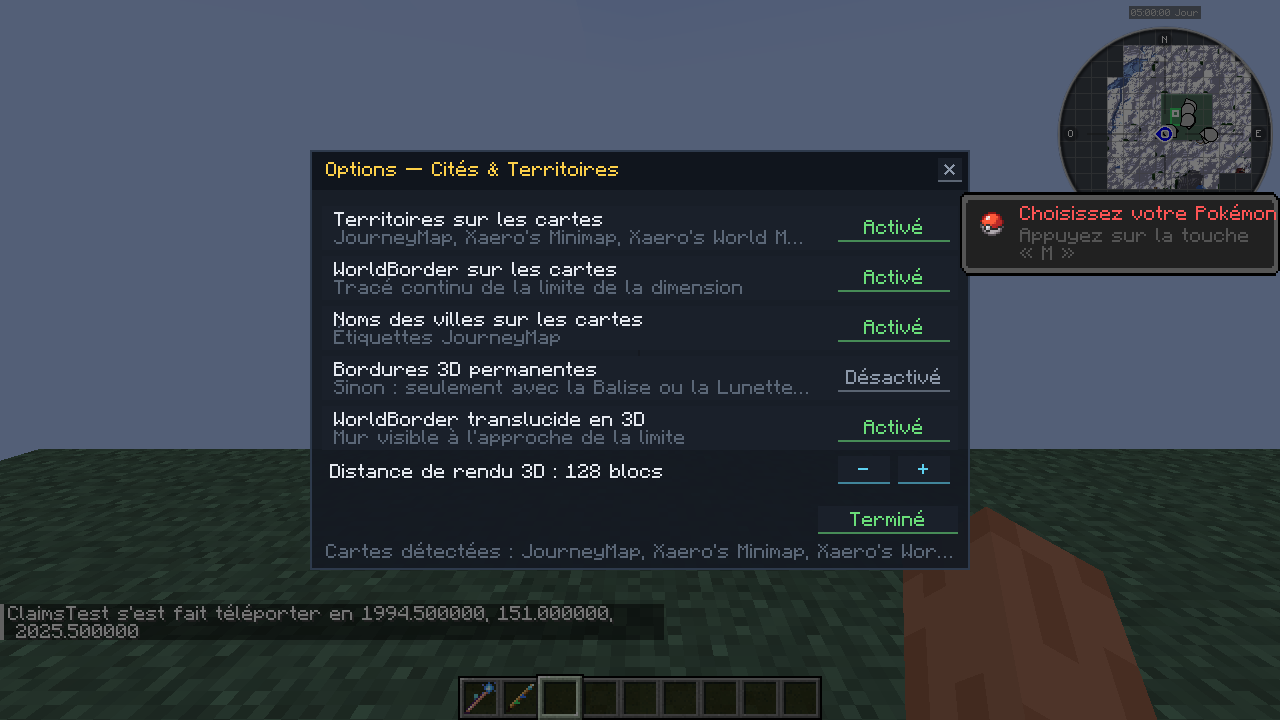 05:00:00 Jour
N
O
E
Options — Cités & Territoires
Territoires sur les cartes
Activé
JourneyMap, Xaero's Minimap, Xaero's World M...
WorldBorder sur les cartes
Activé
Tracé continu de la limite de la dimension
Noms des villes sur les cartes
Activé
Étiquettes JourneyMap
Bordures 3D permanentes
Désactivé
Sinon : seulement avec la Balise ou la Lunette...
WorldBorder translucide en 3D
Activé
Mur visible à l'approche de la limite
Distance de rendu 3D : 128 blocs
− +
Terminé
Cartes détectées : JourneyMap, Xaero's Minimap, Xaero's Wor...
Choisissez votre Pokémon
Appuyez sur la touche
« M »
ClaimsTest s'est fait téléporter en 1994.500000, 151.000000,
2025.500000